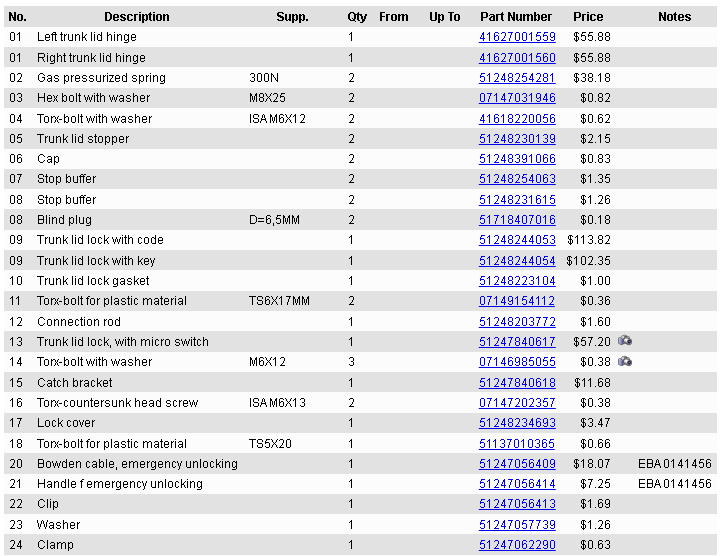 No. Description Supp. Qty From Up To Part Number Price Notes
01 Left trunk lid hinge 1 41627001559 $55.88
01 Right trunk lid hinge 1 41627001560 $55.88
02 Gas pressurized spring 300N 2 51248254281 $38.18
03 Hex bolt with washer M8X25 2 07147031946 $0.82
04 Torx-bolt with washer ISAM6X12 2 41618220056 $0.62
05 Trunk lid stopper 2 51248230139 $2.15
06 Cap 2 51248391066 $0.83
07 Stop buffer 2 51248254063 $1.35
08 Stop buffer 2 51248231615 $1.26
08 Blind plug D=6,5MM 2 51718407016 $0.18
09 Trunk lid lock with code 1 51248244053 $113.82
09 Trunk lid lock with key 1 51248244054 $102.35
10 Trunk lid lock gasket 1 51248223104 $1.00
11 Torx-bolt for plastic material TS6X17MM 2 07149154112 $0.36
12 Connection rod 1 51248203772 $1.60
13 Trunk lid lock, with micro switch 1 51247840617 $57.20
14 Torx-bolt with washer M6X12 3 07146985055 $0.38
15 Catch bracket 1 51247840618 $11.68
16 Torx-countersunk head screw ISAM6X13 2 07147202357 $0.38
17 Lock cover 1 51248234693 $3.47
18 Torx-bolt for plastic material TS5X20 1 51137010365 $0.66
20 Bowden cable, emergency unlocking 1 51247056409 $18.07 EBA0141456
21 Handle f emergency unlocking 1 51247056414 $7.25 EBA0141456
22 Clip 1 51247056413 $1.69
23 Washer 1 51247057739 $1.26
24 Clamp 1 51247062290 $0.63